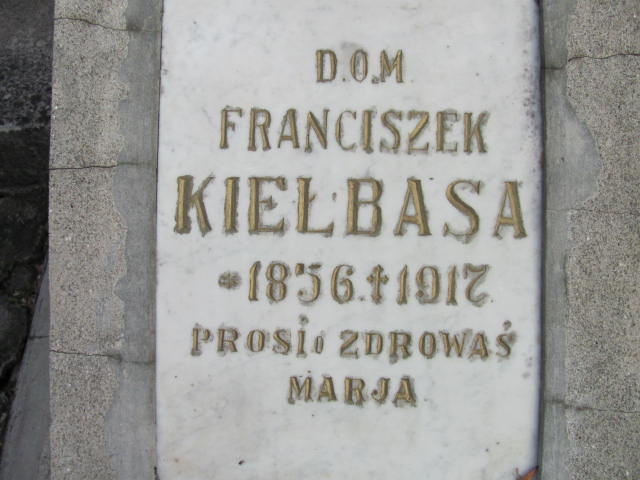 D.O.M
FRANCISZEK
KIEŁBASA
*1856.†1917
PROSI o ZDROWAŚ
MARJA